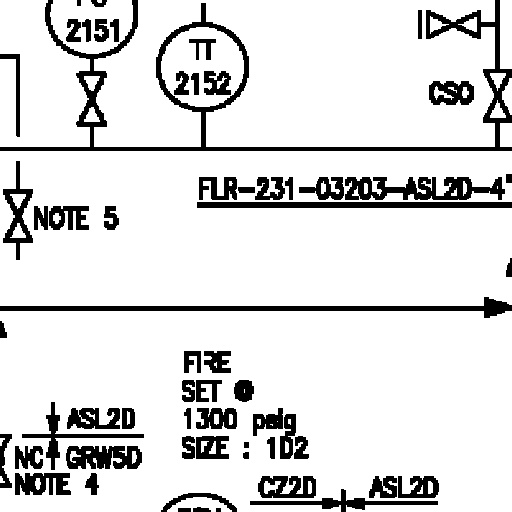 2151
TT
2152
CSO
FLR-231-03203-ASL2D-4"
NOTE 5
FIRE
SET @
1300 psig
SIZE : 1D2
ASL2D
NC GRW5D
NOTE 4
CZ2D ASL2D